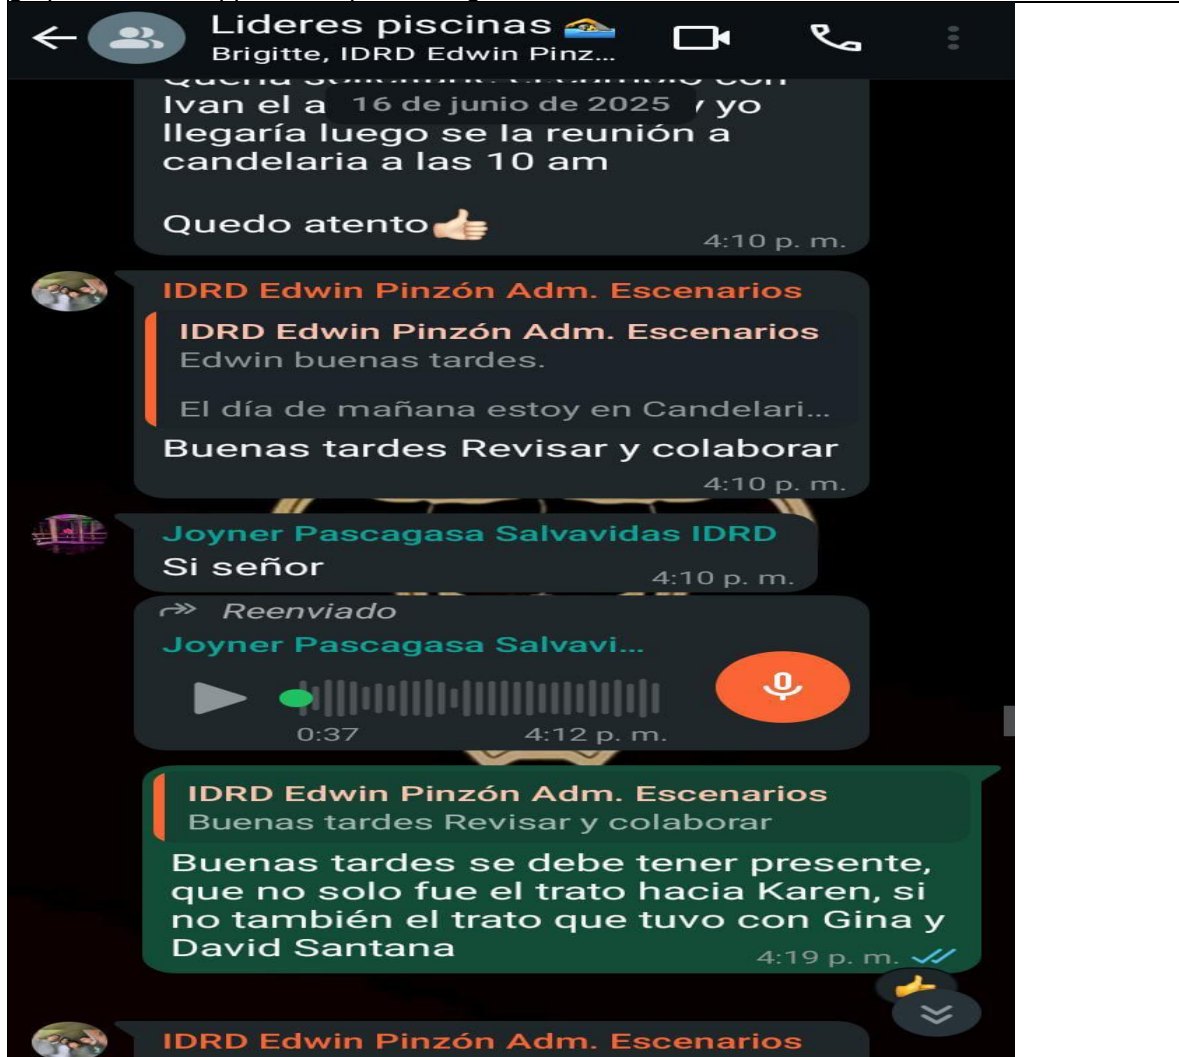 Lideres piscinas
Brigitte, IDRD Edwin Pinz...
16 de junio de 2025
Ivan el a y yo
llegaría luego se la reunión a
candelaria a las 10 am
Quedo atento👍🏻
4:10 p. m.
IDRD Edwin Pinzón Adm. Escenarios
IDRD Edwin Pinzón Adm. Escenarios
Edwin buenas tardes.
El día de mañana estoy en Candelari...
Buenas tardes Revisar y colaborar
4:10 p. m.
Joyner Pascagasa Salvavidas IDRD
Si señor
4:10 p. m.
Reenviado
Joyner Pascagasa Salvavi...
0:37 4:12 p. m.
IDRD Edwin Pinzón Adm. Escenarios
Buenas tardes Revisar y colaborar
Buenas tardes se debe tener presente,
que no solo fue el trato hacia Karen, si
no también el trato que tuvo con Gina y
David Santana
4:19 p. m.
IDRD Edwin Pinzón Adm. Escenarios